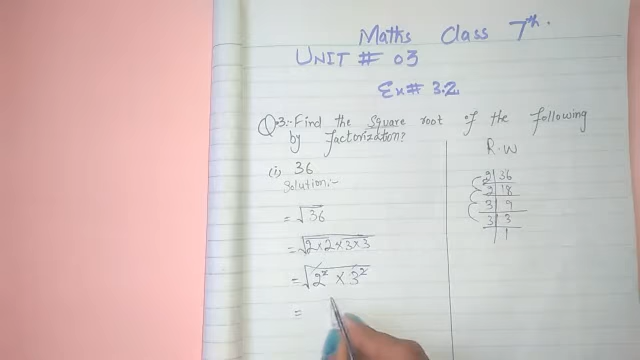 Maths Class 7th.
UNIT # 03
Ex# 3.2
Q.3:- Find the square root of the following
by factorization?
(i) 36
Solution:-
= √36
= √2×2×3×3
= √2² × 3²
=
R.W
2 | 36
2 | 18
3 | 9
3 | 3
| 1